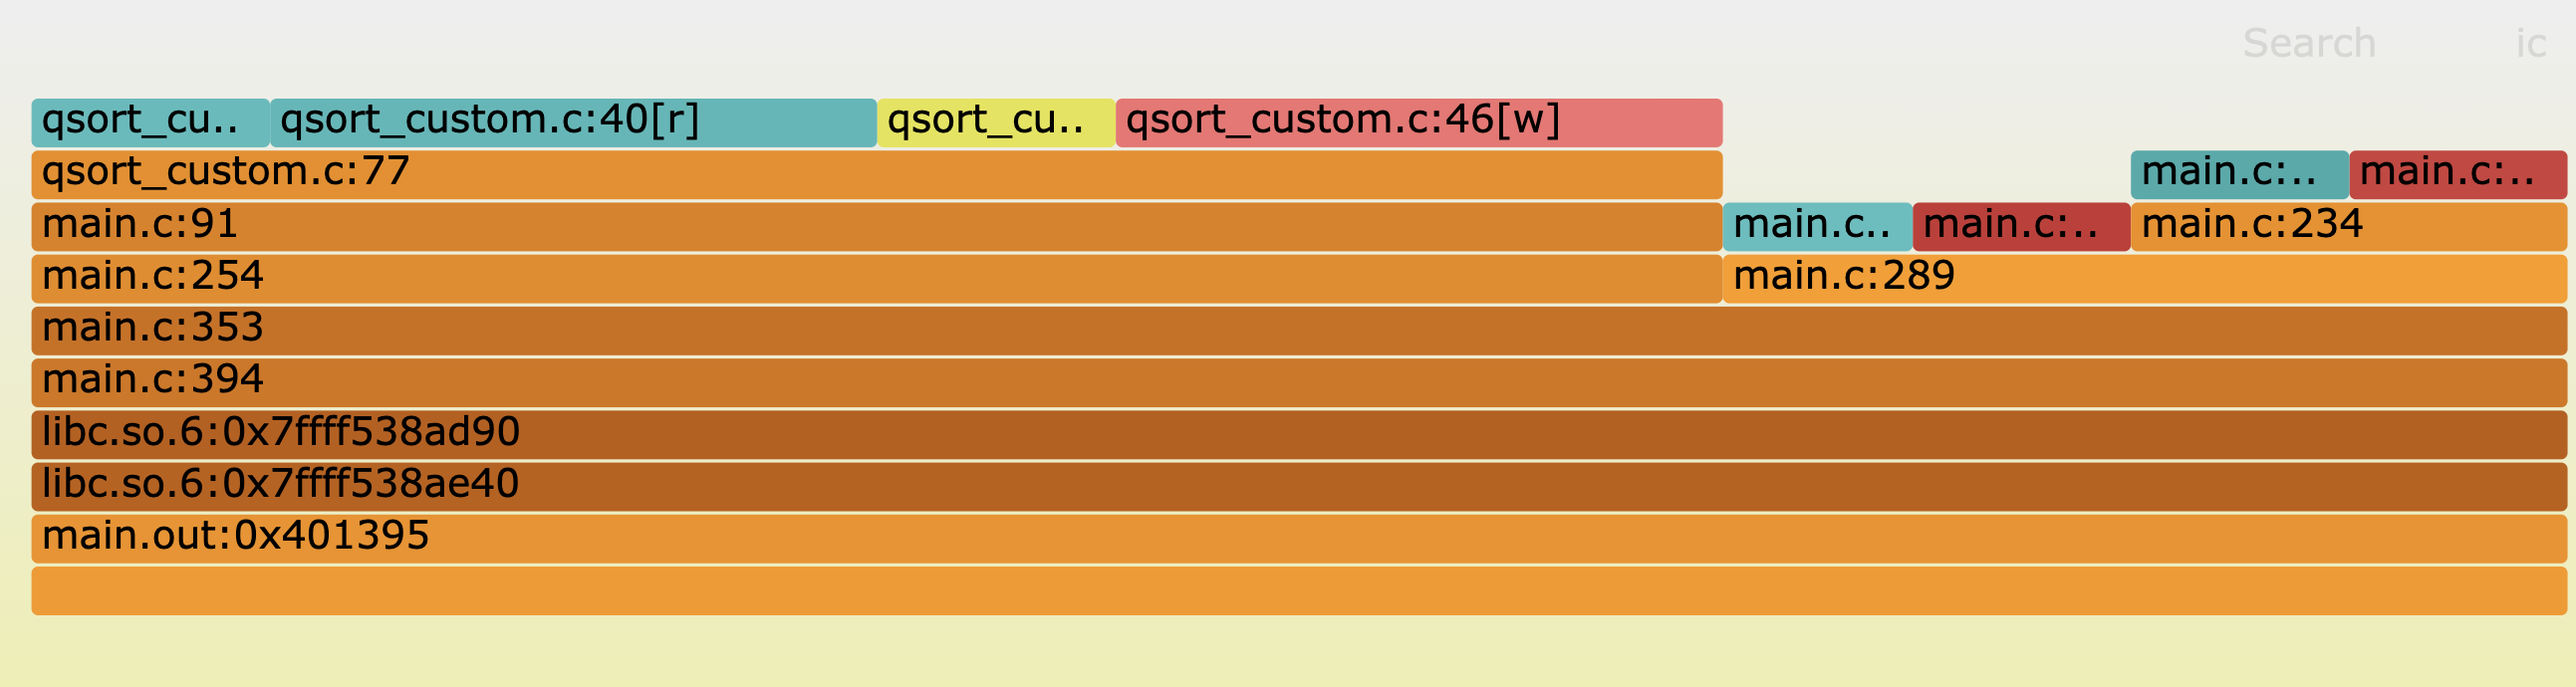 Search ic
qsort_cu.. qsort_custom.c:40[r] qsort_cu.. qsort_custom.c:46[w]
qsort_custom.c:77 main.c:.. main.c:..
main.c:91 main.c.. main.c:.. main.c:234
main.c:254 main.c:289
main.c:353
main.c:394
libc.so.6:0x7ffff538ad90
libc.so.6:0x7ffff538ae40
main.out:0x401395